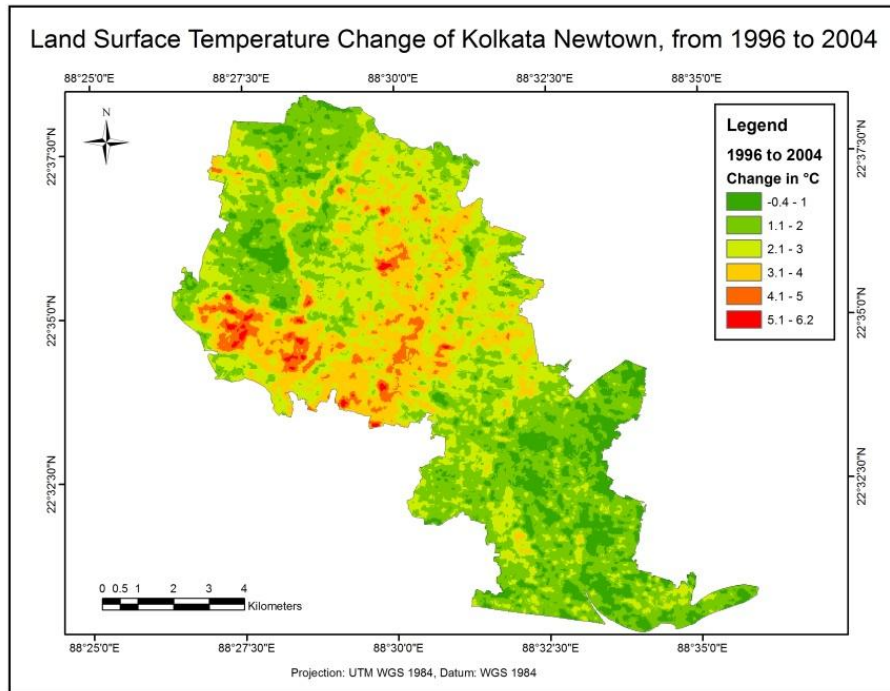 Land Surface Temperature Change of Kolkata Newtown, from 1996 to 2004
88°25'0"E 88°27'30"E 88°30'0"E 88°32'30"E 88°35'0"E
N
Legend
1996 to 2004
Change in °C
-0.4 - 1
1.1 - 2
2.1 - 3
3.1 - 4
4.1 - 5
5.1 - 6.2
22°37'30"N 22°37'30"N
22°35'0"N 22°35'0"N
22°32'30"N 22°32'30"N
0 0.5 1 2 3 4
Kilometers
88°25'0"E 88°27'30"E 88°30'0"E 88°32'30"E 88°35'0"E
Projection: UTM WGS 1984, Datum: WGS 1984